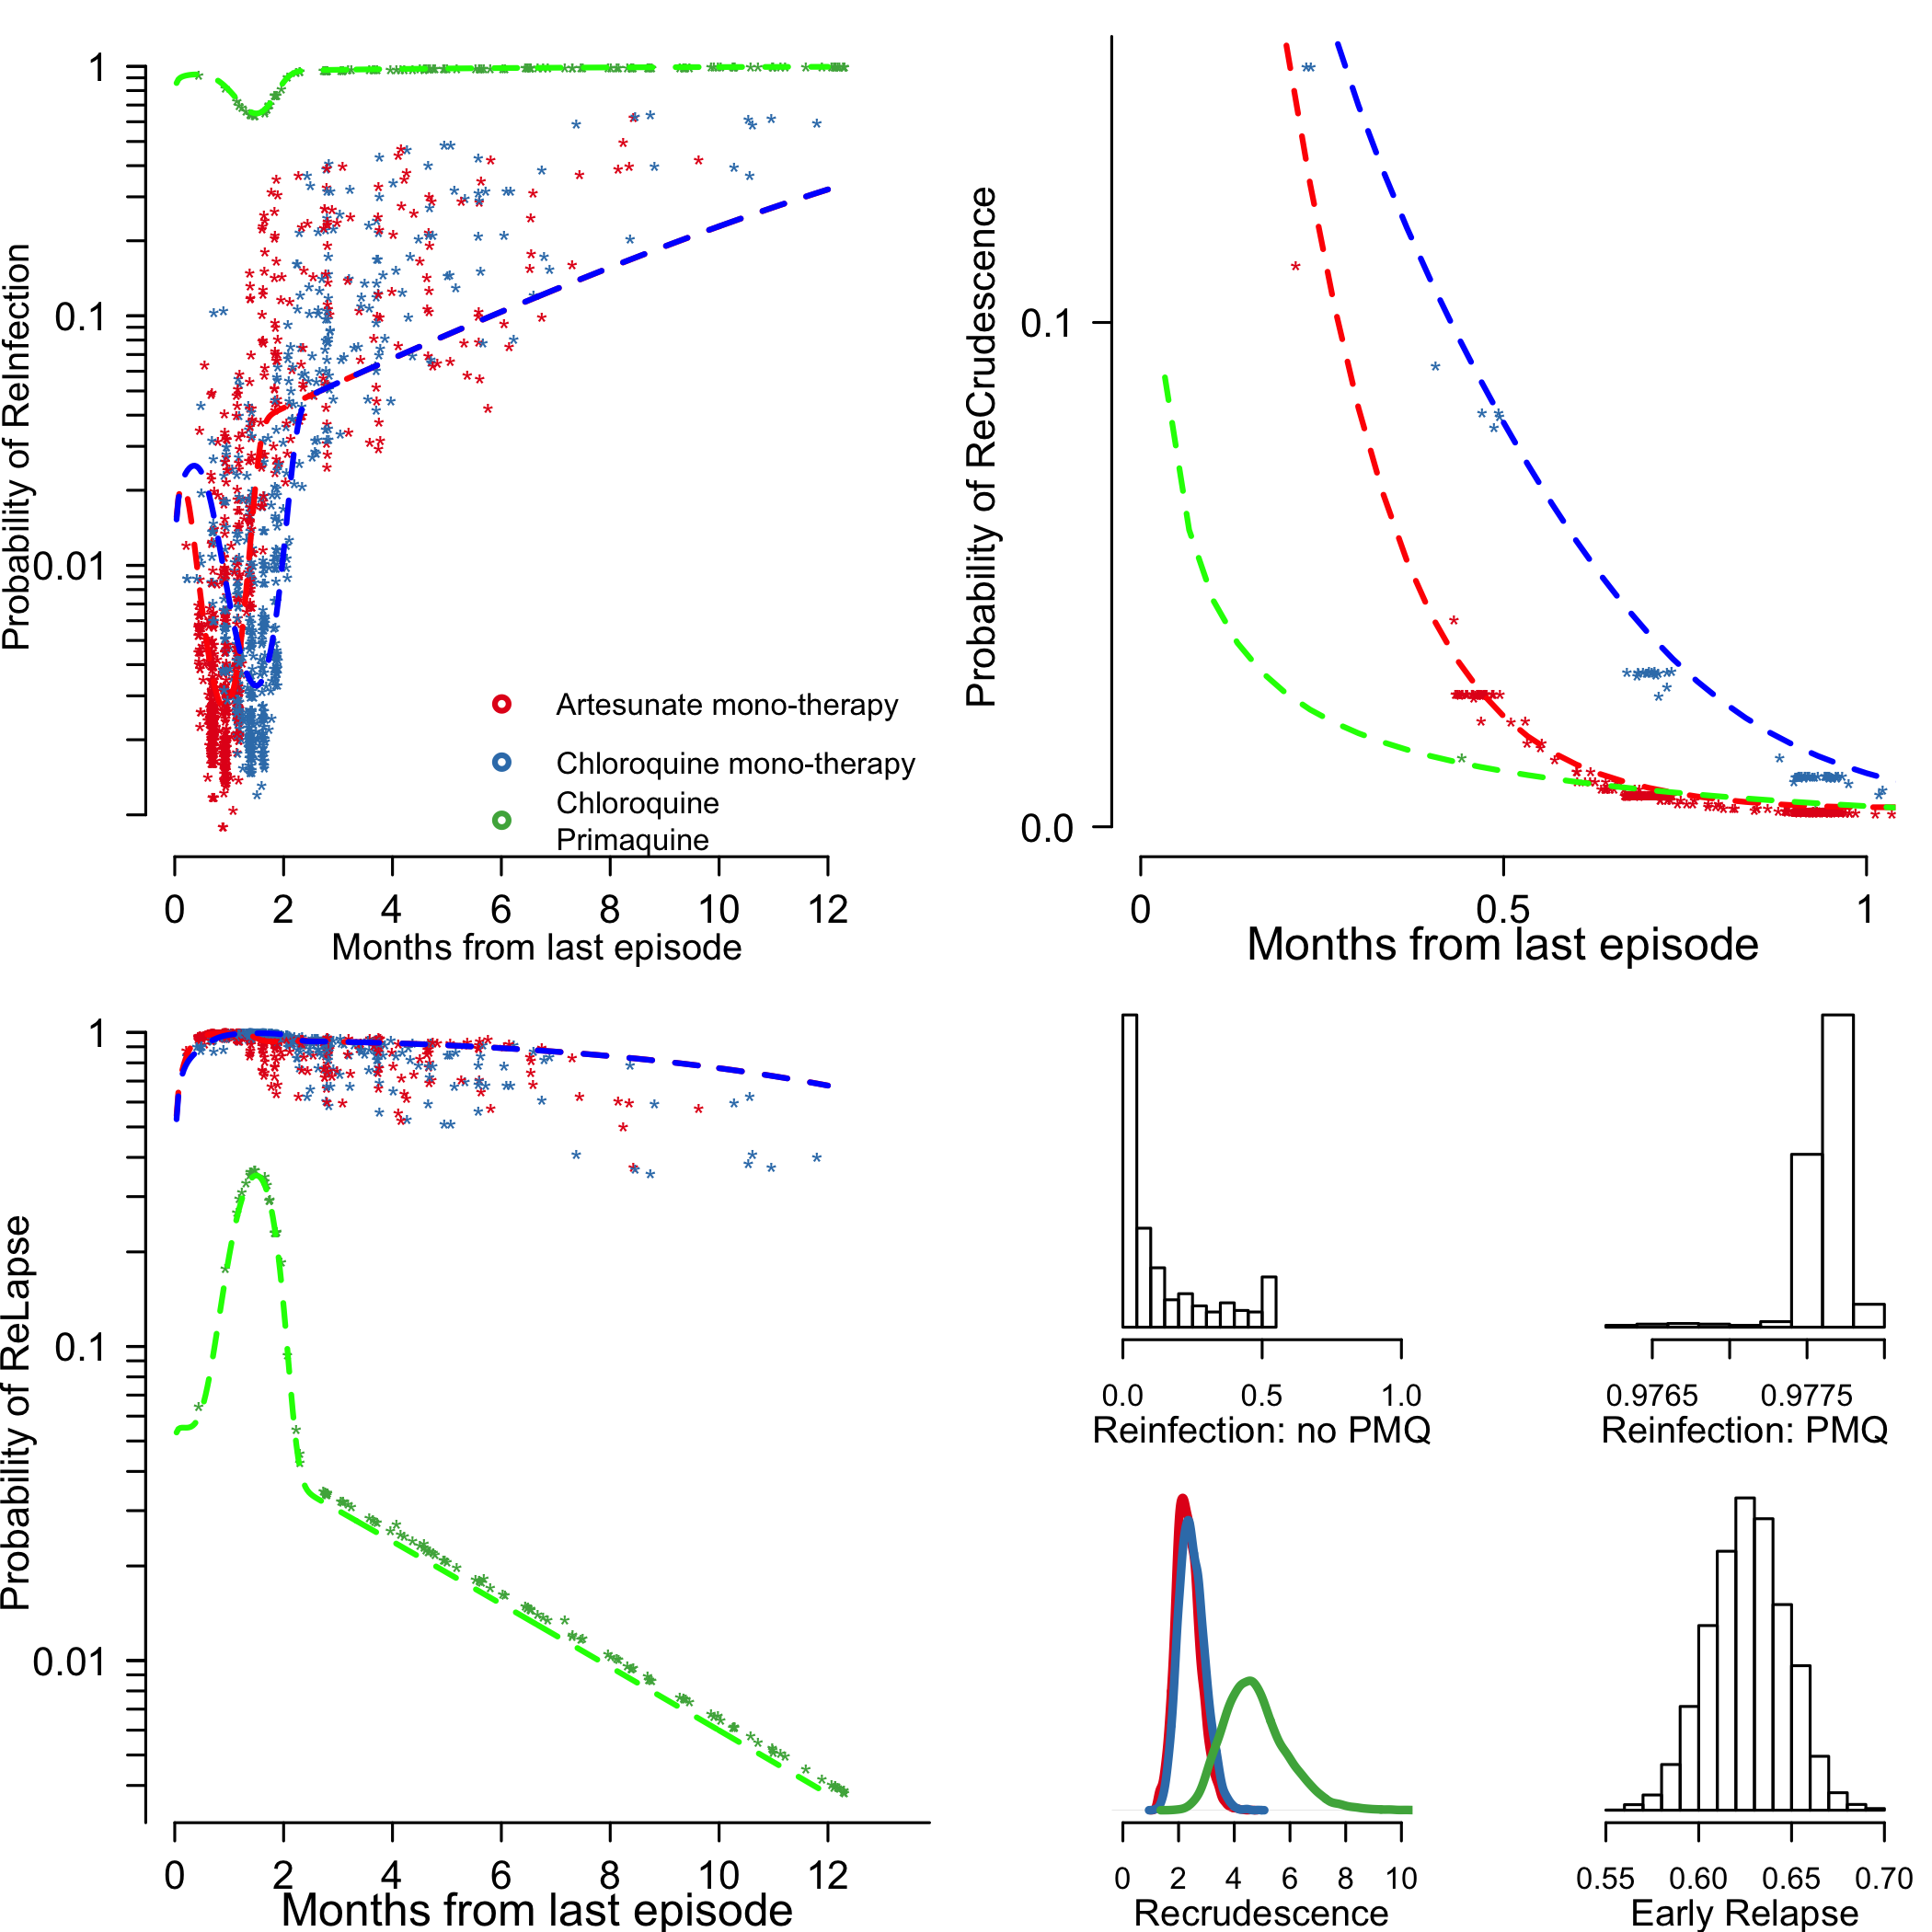 Probability of ReInfection
1
0.1
0.01
Artesunate mono-therapy
Chloroquine mono-therapy
Chloroquine
Primaquine
0 2 4 6 8 10 12
Months from last episode
Probability of ReCrudescence
0.1
0.0
0 0.5 1
Months from last episode
Probability of ReLapse
1
0.1
0.01
0 2 4 6 8 10 12
Months from last episode
0.0 0.5 1.0
Reinfection: no PMQ
0.9765 0.9775
Reinfection: PMQ
0 2 4 6 8 10
Recrudescence
0.55 0.60 0.65 0.70
Early Relapse